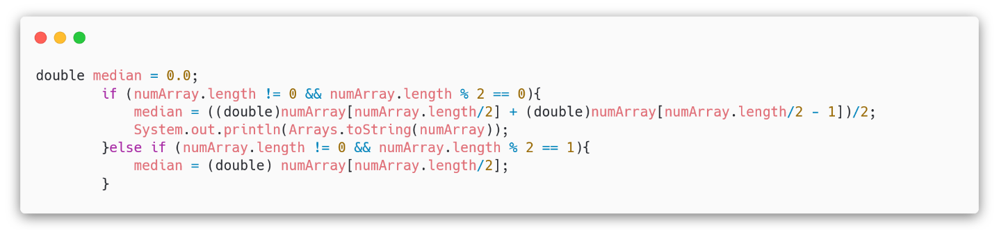 double median = 0.0;
        if (numArray.length != 0 && numArray.length % 2 == 0){
            median = ((double)numArray[numArray.length/2] + (double)numArray[numArray.length/2 - 1])/2;
            System.out.println(Arrays.toString(numArray));
        }else if (numArray.length != 0 && numArray.length % 2 == 1){
            median = (double) numArray[numArray.length/2];
        }